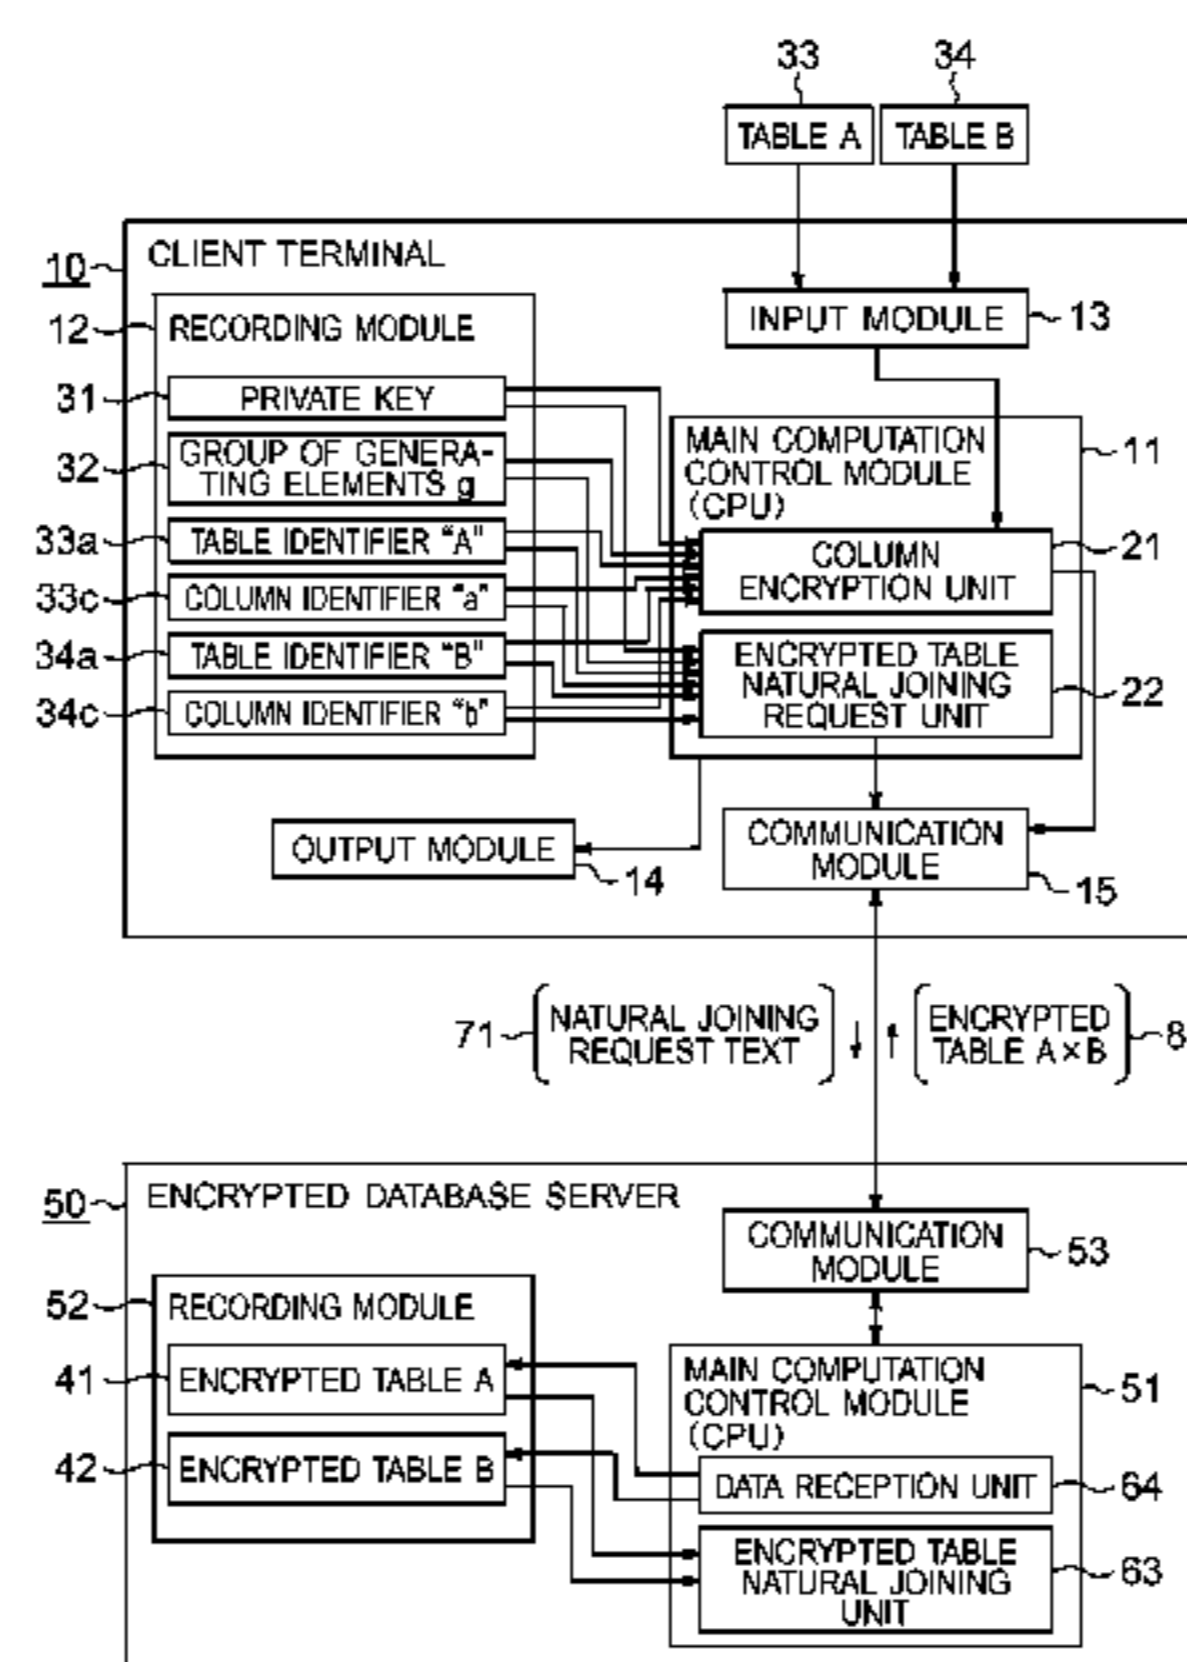 33 34
TABLE A TABLE B
10 CLIENT TERMINAL
12 RECORDING MODULE
INPUT MODULE 13
31 PRIVATE KEY
32 GROUP OF GENERA-
TING ELEMENTS g
MAIN COMPUTATION
CONTROL MODULE
(CPU)
11
33a TABLE IDENTIFIER "A"
COLUMN
ENCRYPTION UNIT
21
33c COLUMN IDENTIFIER "a"
34a TABLE IDENTIFIER "B"
34c COLUMN IDENTIFIER "b"
ENCRYPTED TABLE
NATURAL JOINING
REQUEST UNIT
22
OUTPUT MODULE
14
COMMUNICATION
MODULE
15
71 NATURAL JOINING
REQUEST TEXT
ENCRYPTED
TABLE A×B
8
50 ENCRYPTED DATABASE SERVER
COMMUNICATION
MODULE
53
52 RECORDING MODULE
41 ENCRYPTED TABLE A
42 ENCRYPTED TABLE B
MAIN COMPUTATION
CONTROL MODULE
(CPU)
51
DATA RECEPTION UNIT 64
ENCRYPTED TABLE
NATURAL JOINING
UNIT
63